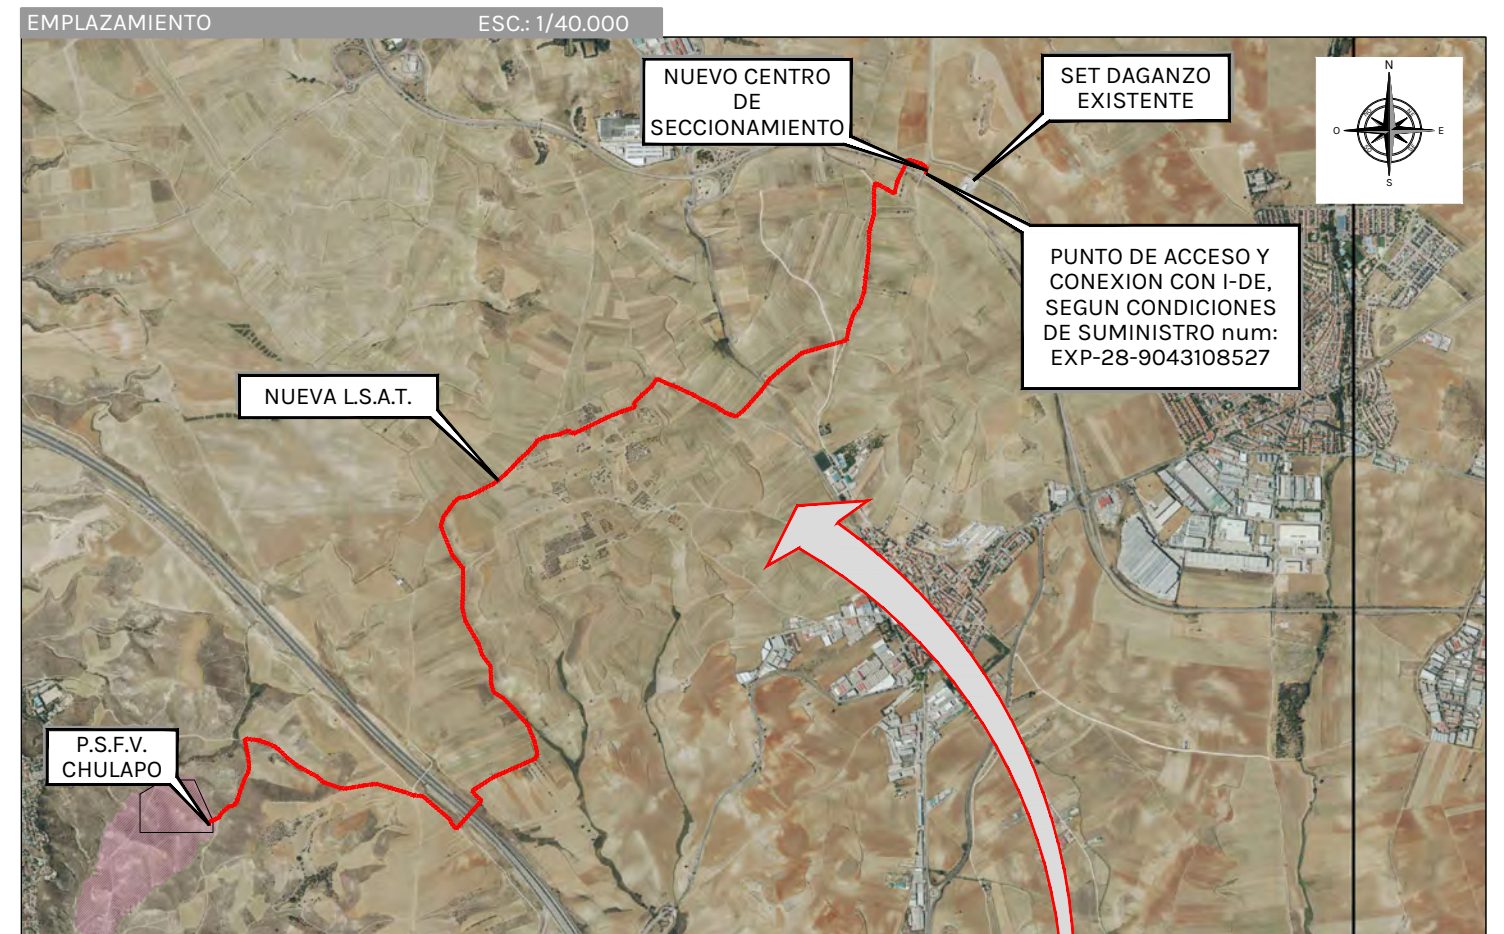 EMPLAZAMIENTO ESC.: 1/40.000
NUEVO CENTRO
DE
SECCIONAMIENTO
SET DAGANZO
EXISTENTE
N
O
E
S
PUNTO DE ACCESO Y
CONEXION CON I-DE,
SEGUN CONDICIONES
DE SUMINISTRO num:
EXP-28-9043108527
NUEVA L.S.A.T.
P.S.F.V.
CHULAPO